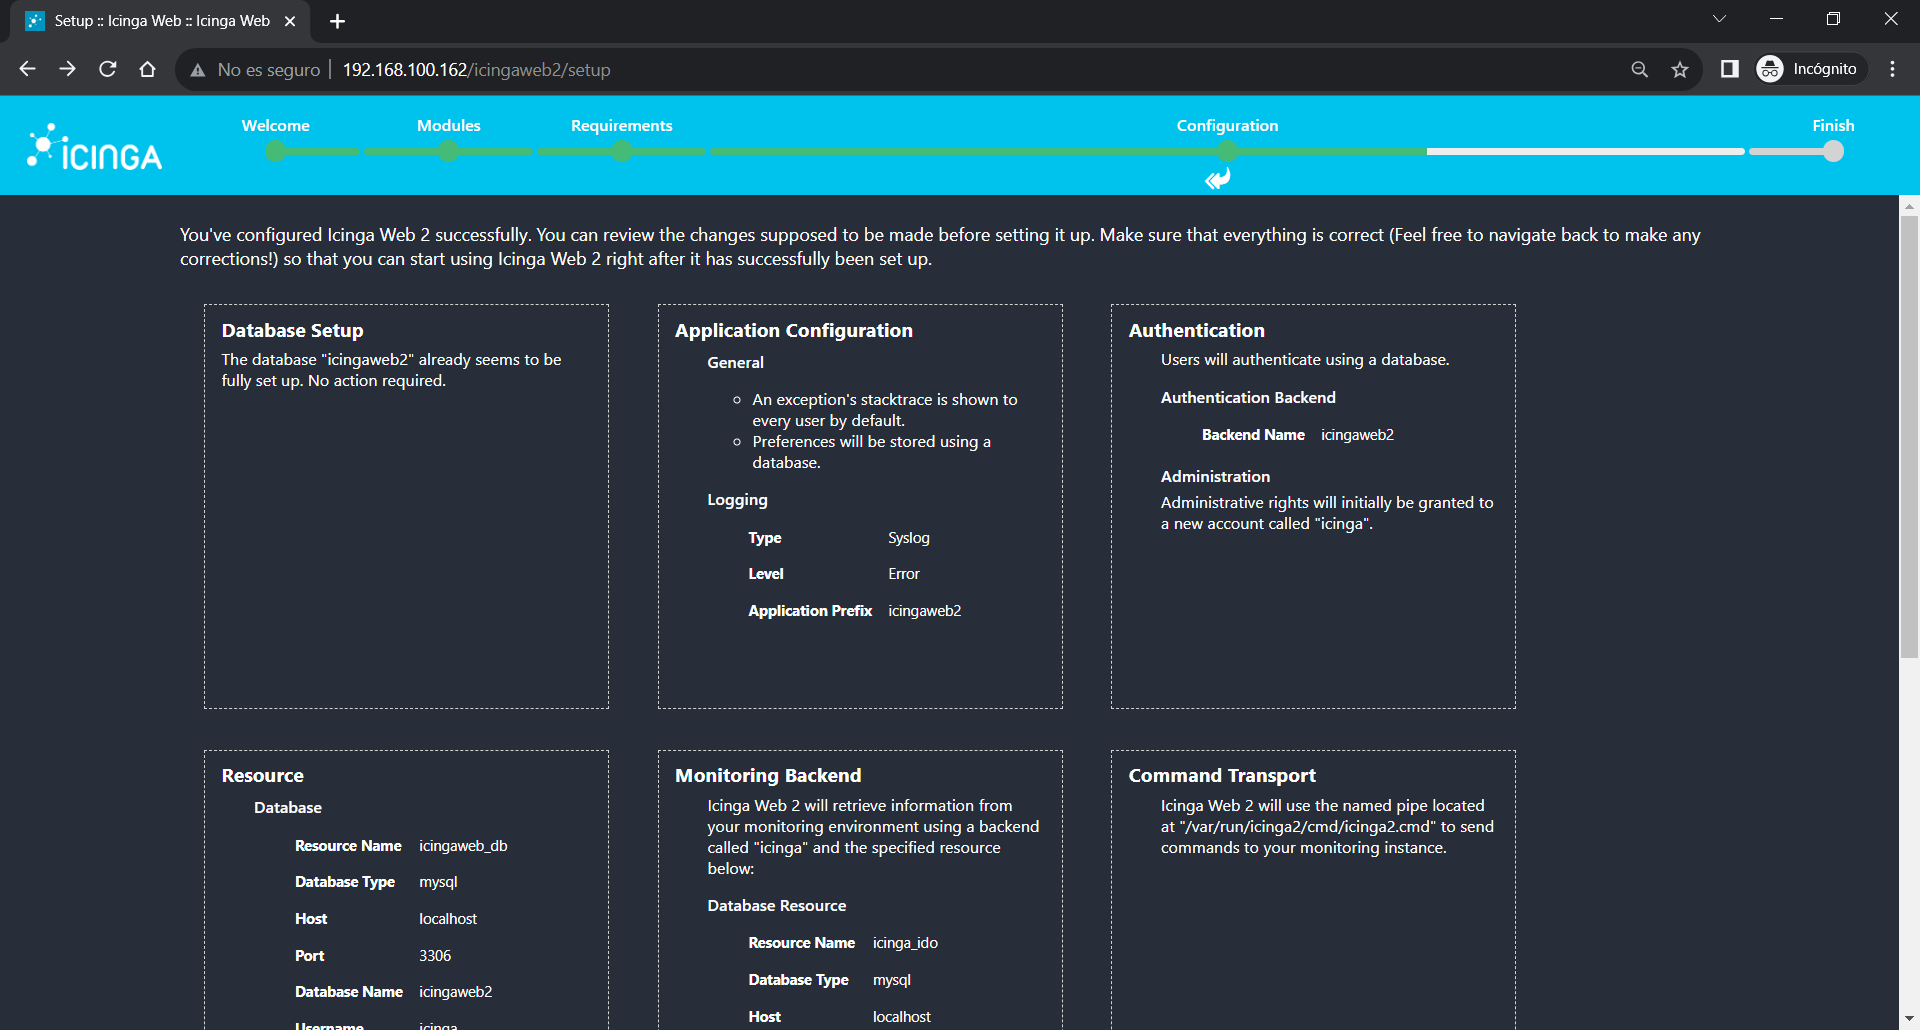 Setup :: Icinga Web :: Icinga Web
No es seguro | 192.168.100.162/icingaweb2/setup
Incógnito
ICINGA
Welcome
Modules
Requirements
Configuration
Finish
You've configured Icinga Web 2 successfully. You can review the changes supposed to be made before setting it up. Make sure that everything is correct (Feel free to navigate back to make any
corrections!) so that you can start using Icinga Web 2 right after it has successfully been set up.
Database Setup
The database "icingaweb2" already seems to be
fully set up. No action required.
Application Configuration
General
An exception's stacktrace is shown to
every user by default.
Preferences will be stored using a
database.
Logging
Type Syslog
Level Error
Application Prefix icingaweb2
Authentication
Users will authenticate using a database.
Authentication Backend
Backend Name icingaweb2
Administration
Administrative rights will initially be granted to
a new account called "icinga".
Resource
Database
Resource Name icingaweb_db
Database Type mysql
Host localhost
Port 3306
Database Name icingaweb2
Username icinga
Monitoring Backend
Icinga Web 2 will retrieve information from
your monitoring environment using a backend
called "icinga" and the specified resource
below:
Database Resource
Resource Name icinga_ido
Database Type mysql
Host localhost
Command Transport
Icinga Web 2 will use the named pipe located
at "/var/run/icinga2/cmd/icinga2.cmd" to send
commands to your monitoring instance.